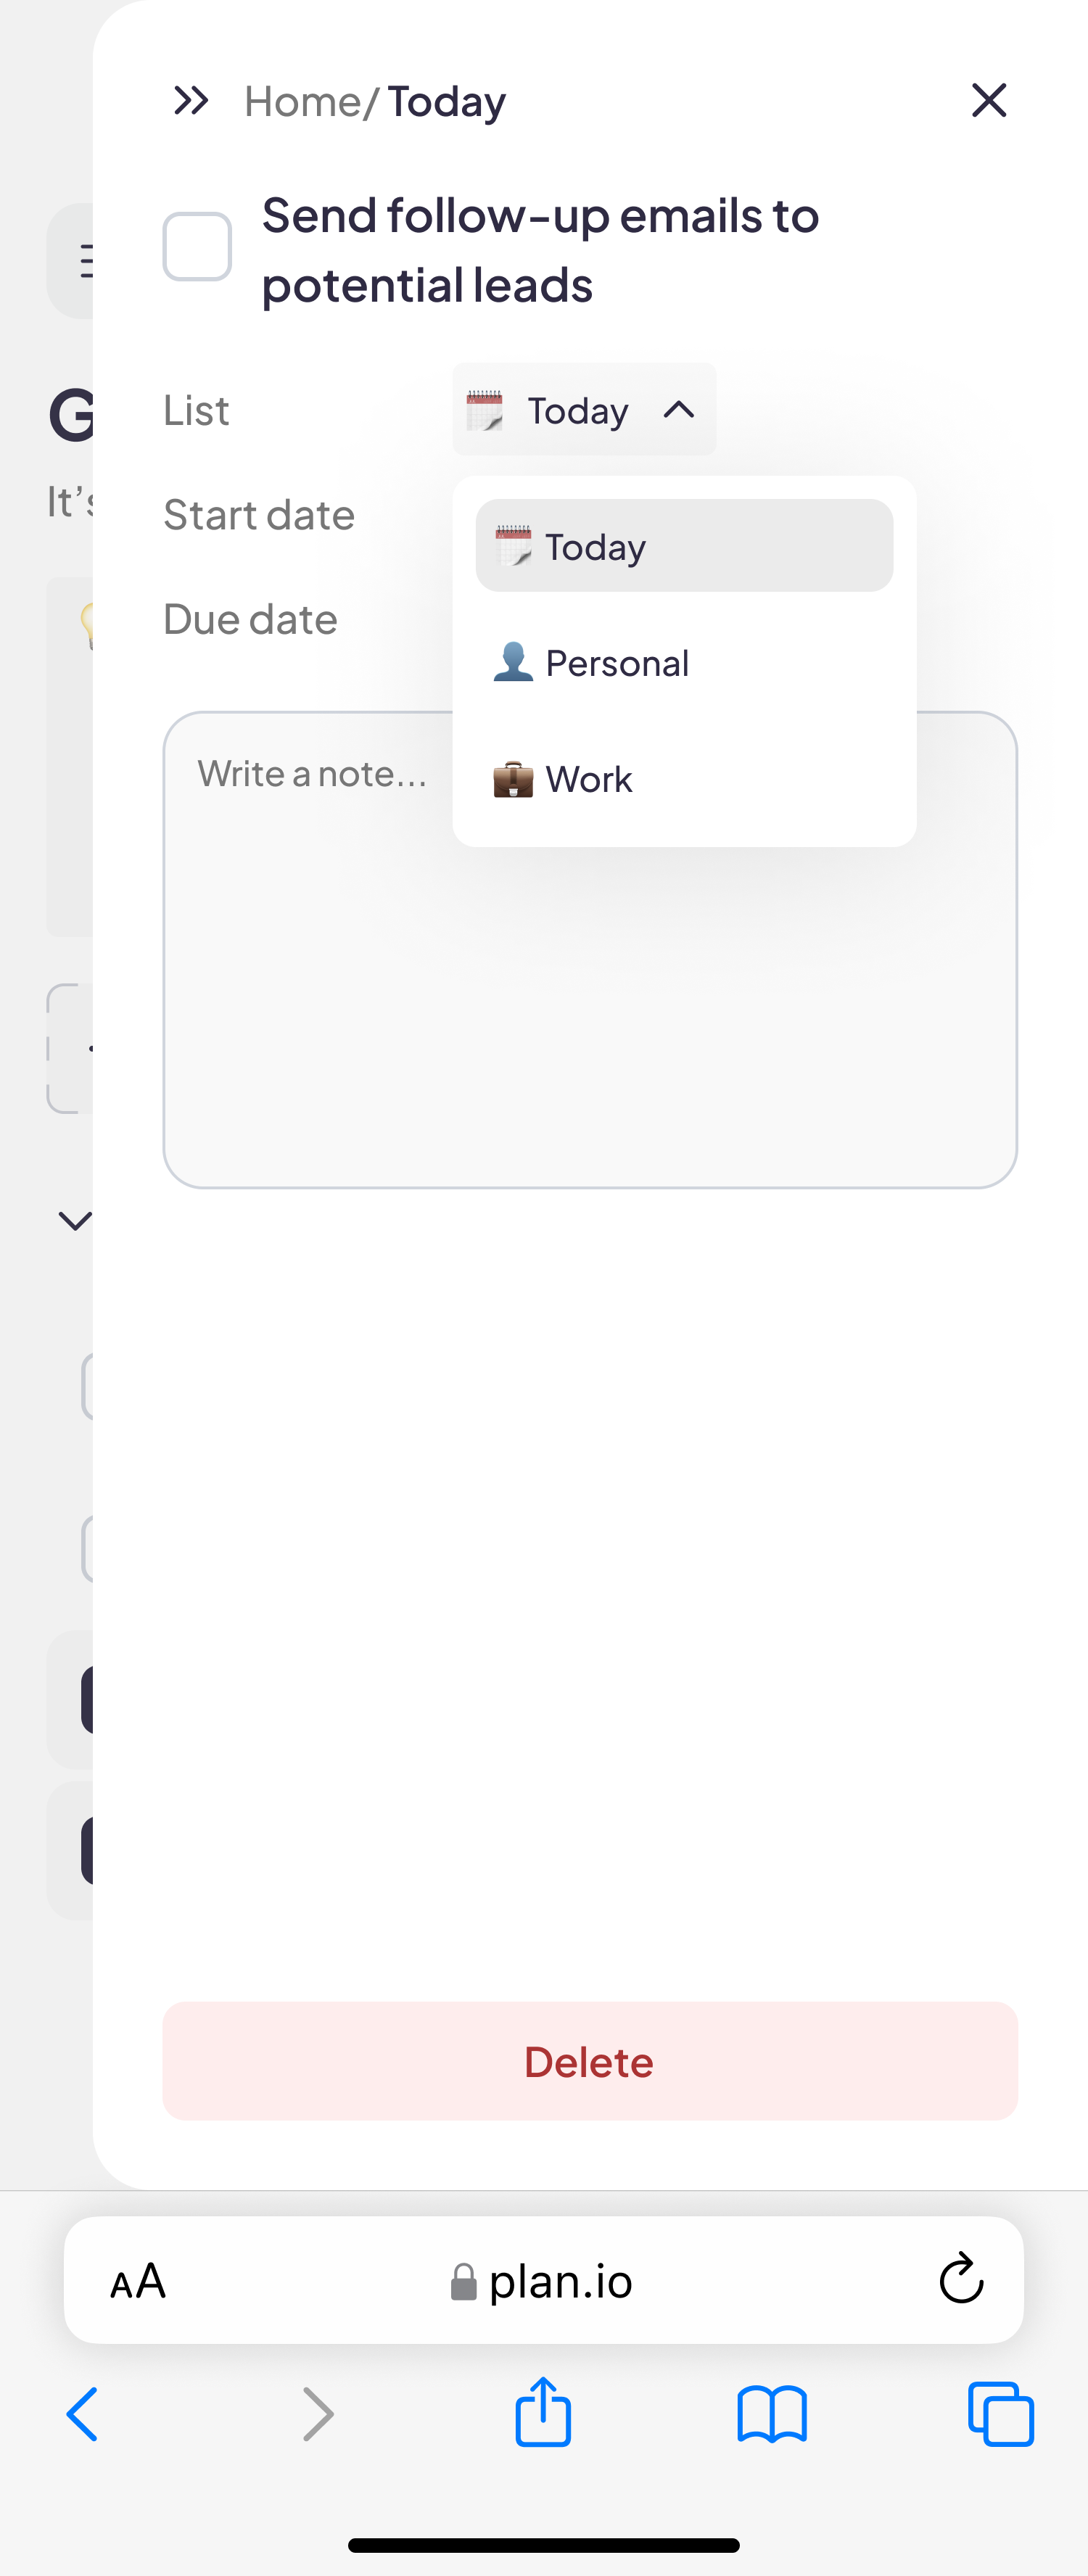 Home/ Today
Send follow-up emails to
potential leads
List
Today
Today
Start date
Due date
Personal
Write a note...
Work
G
It’s
Delete
AA
plan.io